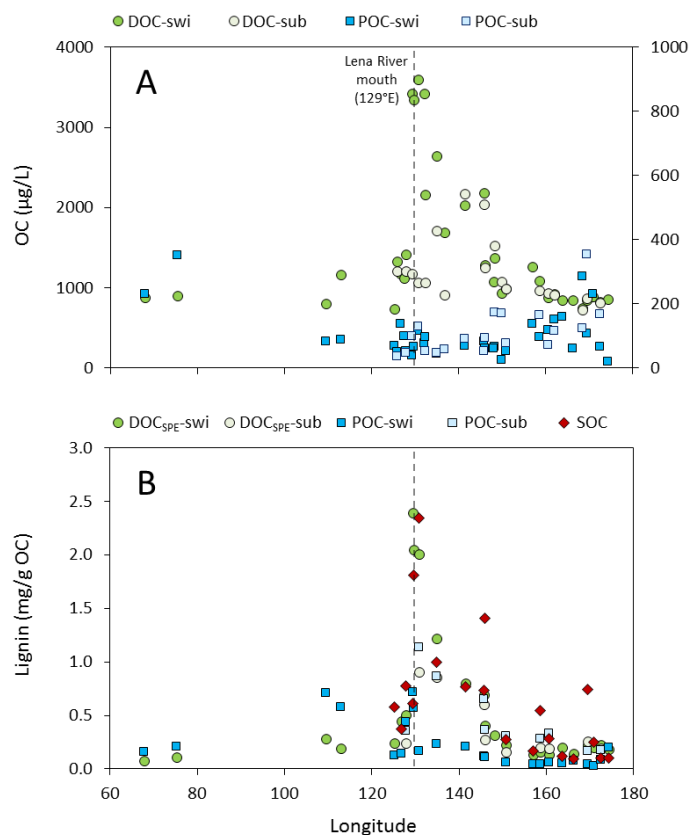 DOC-swi DOC-sub POC-swi POC-sub
4000 1000
A
Lena River
mouth
(129°E)
3000 800
600
2000
400
1000
200
0 0
OC (µg/L)
DOCSPE-swi DOCSPE-sub POC-swi POC-sub SOC
3.0
B
2.5
2.0
1.5
1.0
0.5
0.0
Lignin (mg/g OC)
60 80 100 120 140 160 180
Longitude